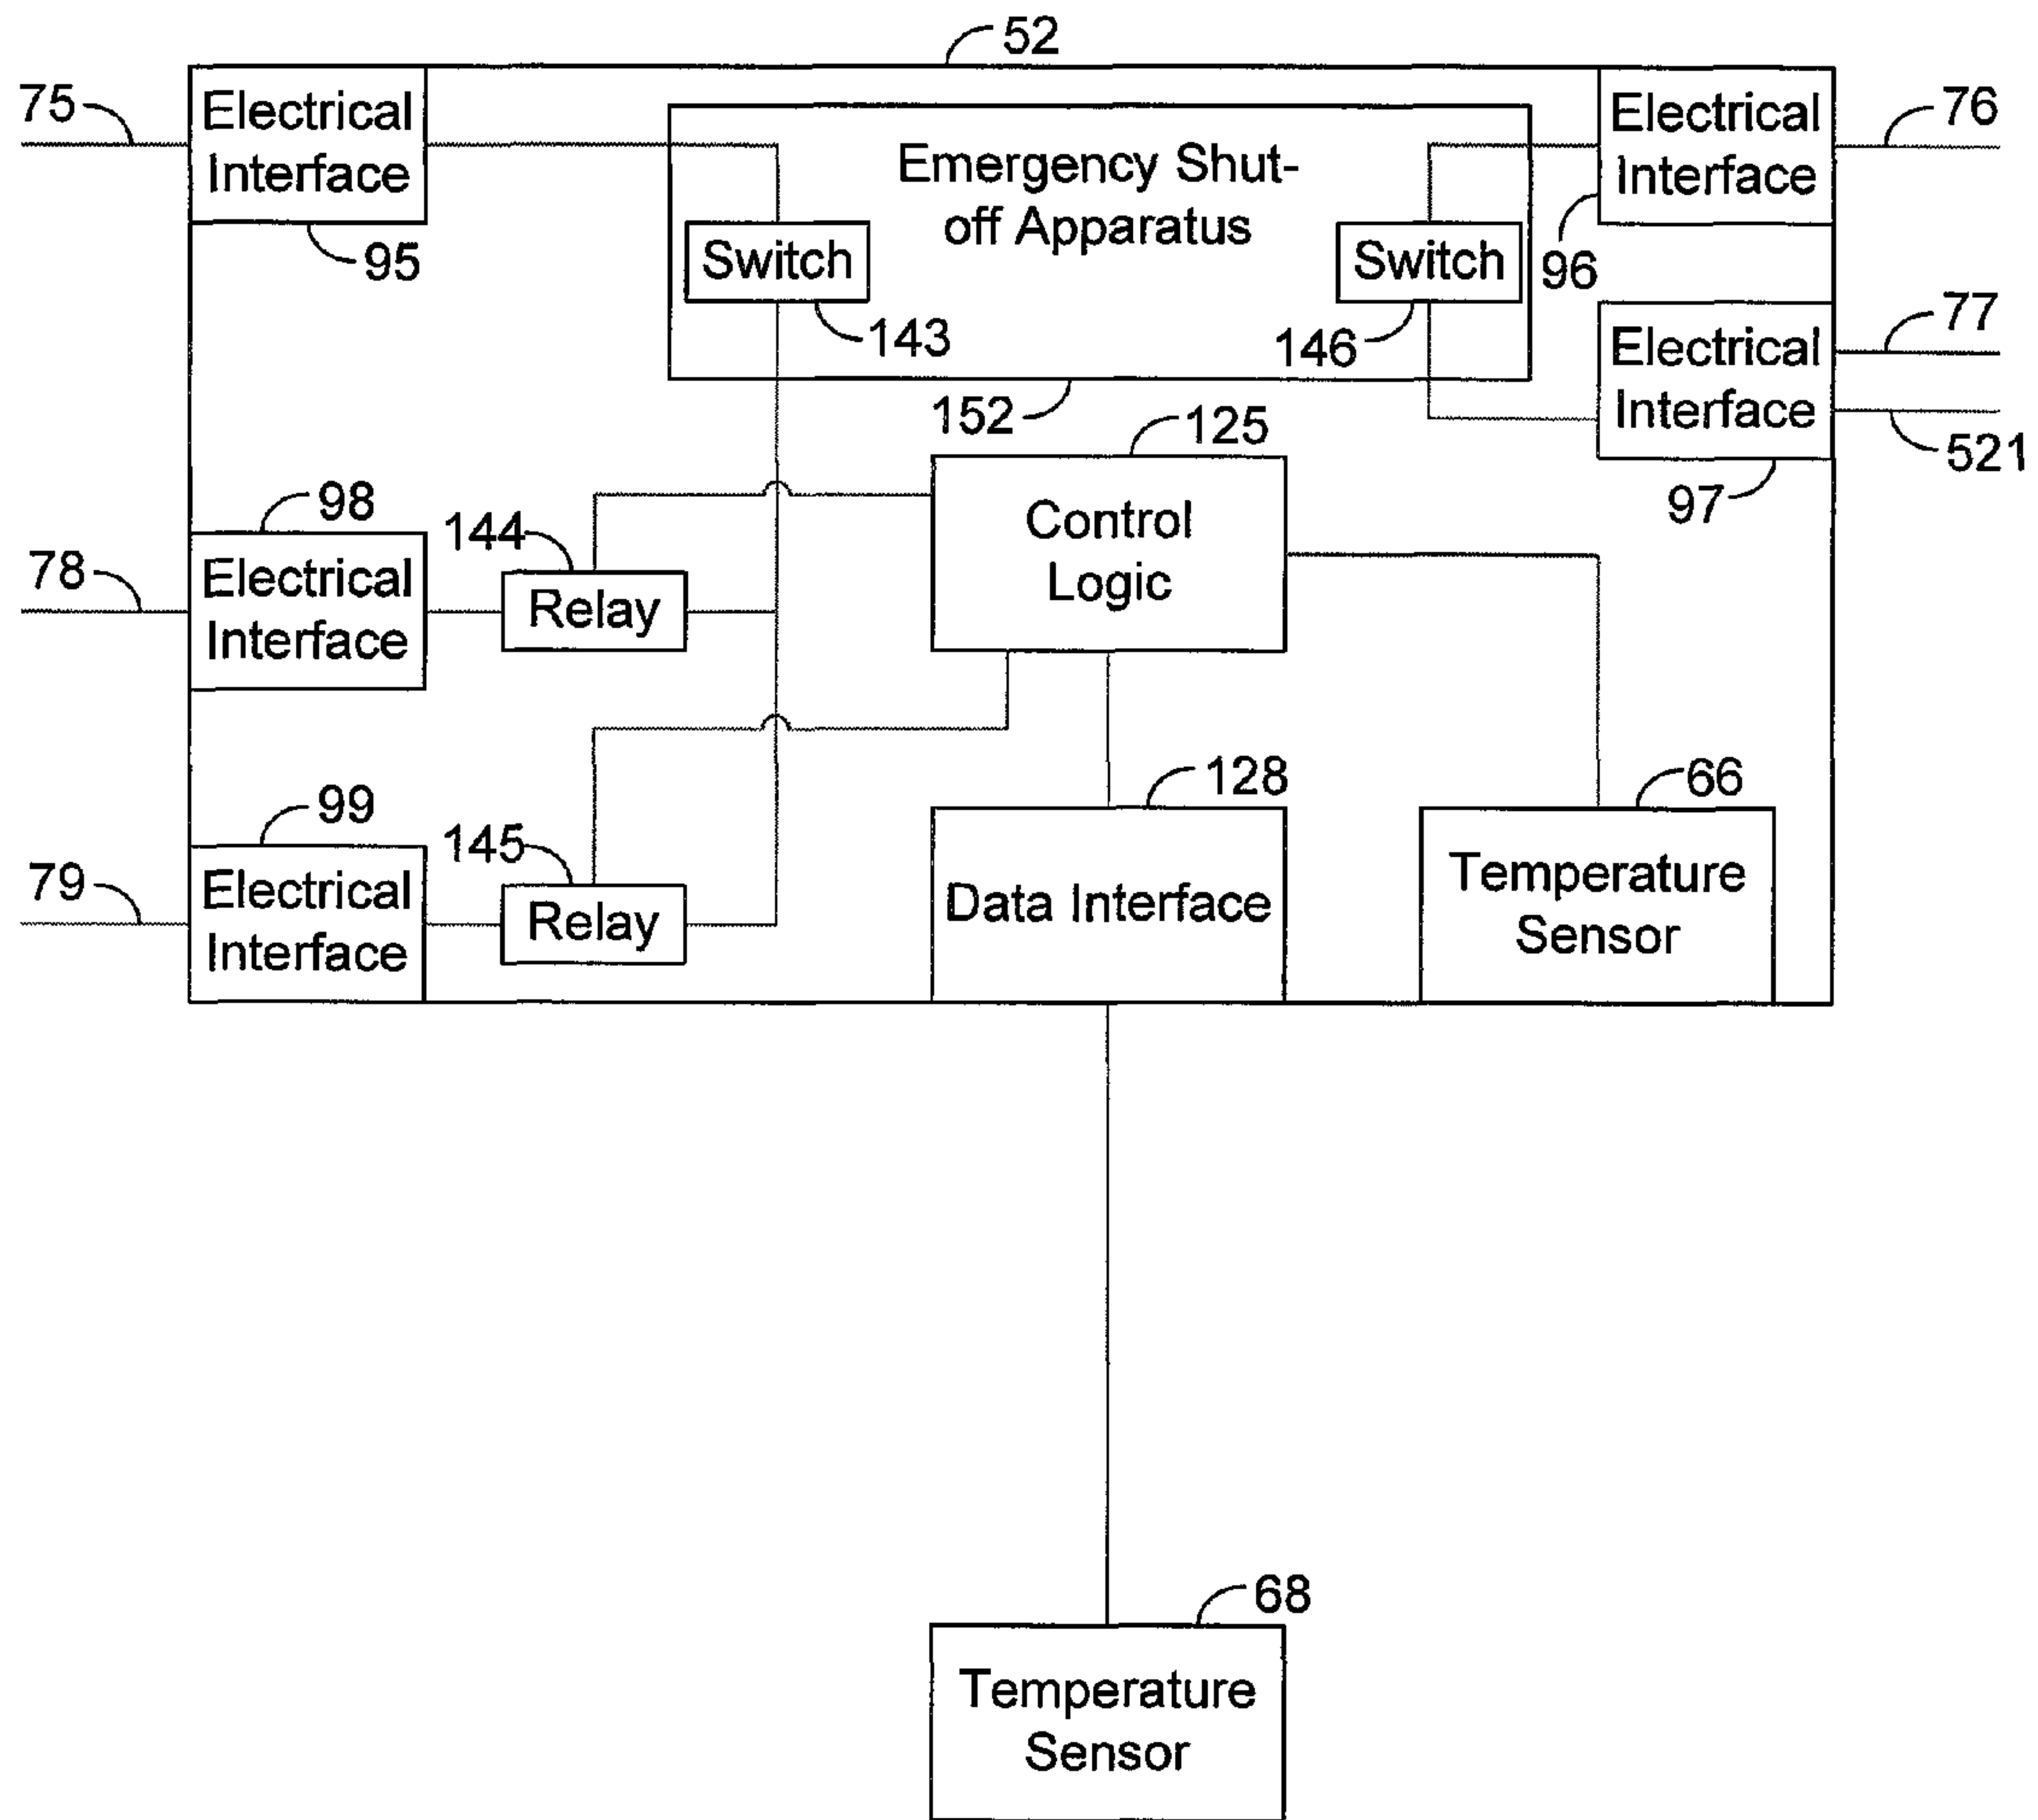 52
75
Electrical
Interface
95
Emergency Shut-
off Apparatus
Switch
143
Switch
146
152
Electrical
Interface
96
76
Electrical
Interface
97
77
521
125
Control
Logic
98
78
Electrical
Interface
144
Relay
99
79
Electrical
Interface
145
Relay
128
Data Interface
66
Temperature
Sensor
68
Temperature
Sensor